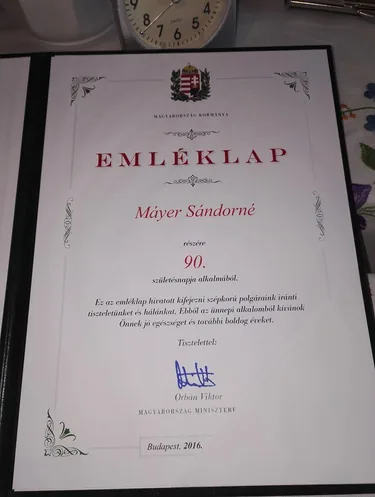 MAGYARORSZÁG KORMÁNYA
EMLÉKLAP
Máyer Sándorné
részére
90.
születésnapja alkalmából.
Ez az emléklap hivatott kifejezni szépkorú polgáraink iránti
tiszteletünket és hálánkat. Ebből az ünnepi alkalomból kívánok
Önnek jó egészséget és további boldog éveket.
Tisztelettel:
Orbán Viktor
MAGYARORSZÁG MINISZTERE
Budapest, 2016.